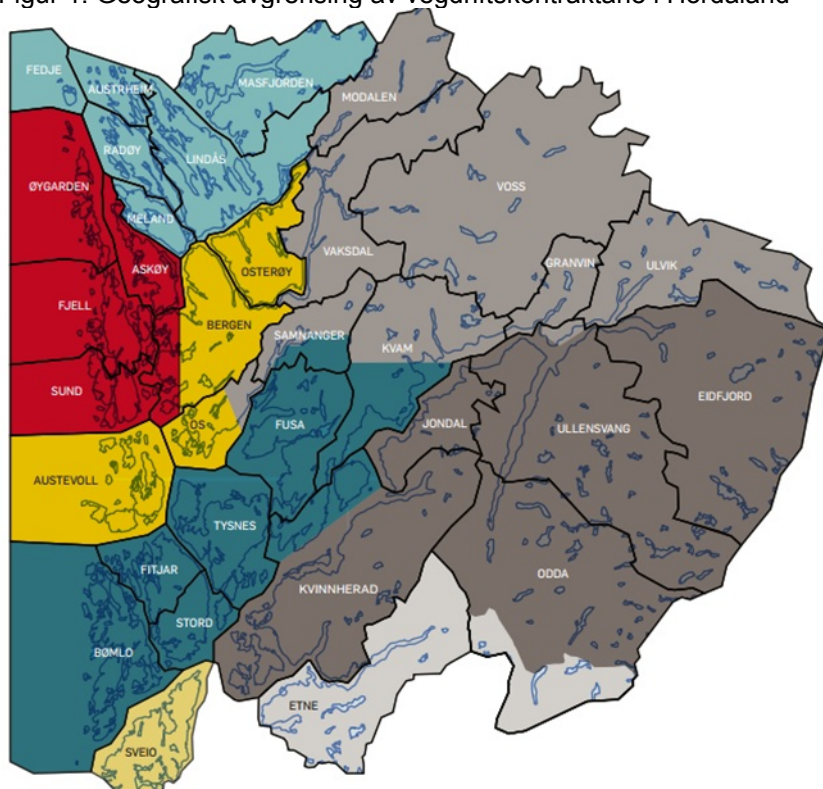 Figur 1: Geografisk avgrensing av vegdriftskontraktane i Hordaland
FEDJE
AUSTRHEIM
MASFJORDEN
MODALEN
RADØY
LINDÅS
ØYGARDEN
VOSS
MELAND
VAKSDAL
ASKØY
OSTERØY
GRANVIN
ULVIK
FJELL
BERGEN
SAMNANGER
KVAM
SUND
EIDFJORD
OS
FUSA
JONDAL
ULLENSVANG
AUSTEVOLL
TYSNES
FITJAR
ODDA
KVINNHERAD
STORD
BØMLO
ETNE
SVEIO